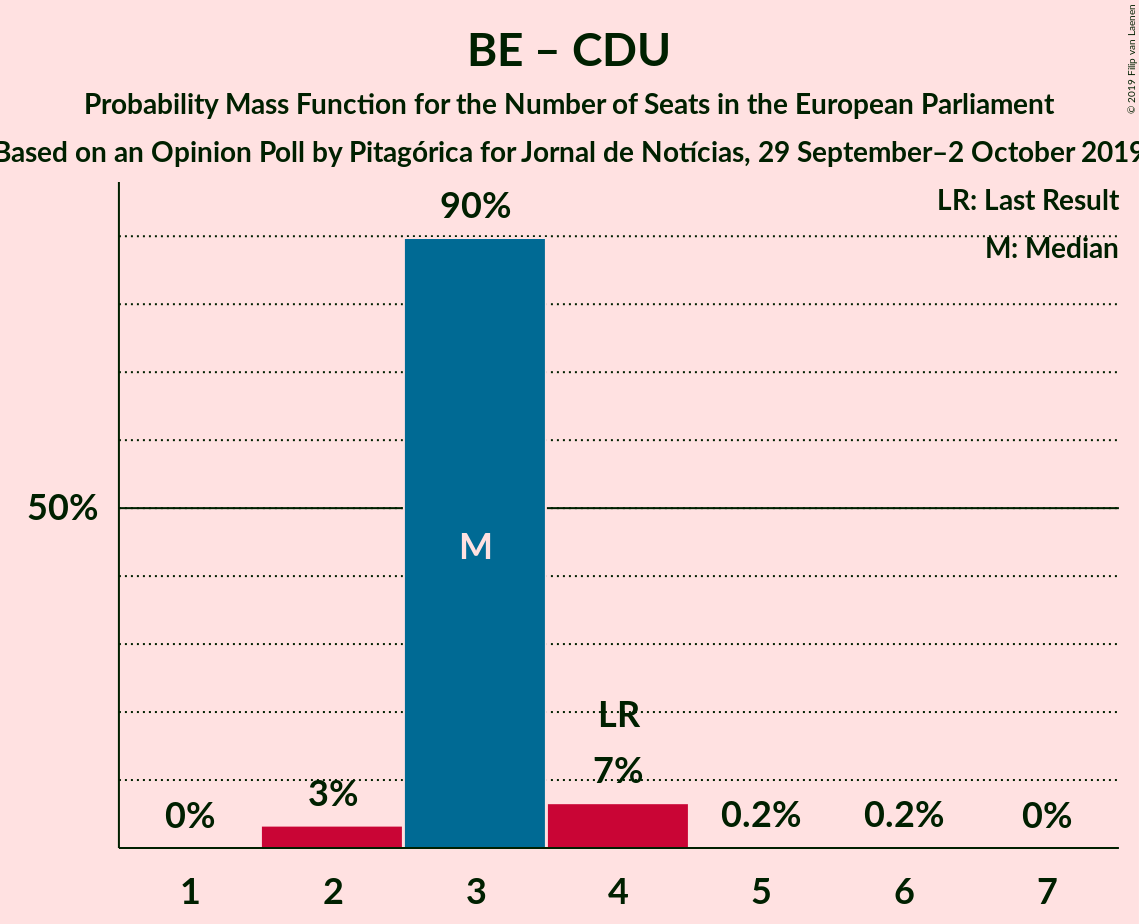 BE – CDU
Probability Mass Function for the Number of Seats in the European Parliament
Based on an Opinion Poll by Pitagórica for Jornal de Notícias, 29 September–2 October 2019
© 2019 Filip van Laenen
LR: Last Result
M: Median
90%
50%
M
LR
7%
3%
0%
0.2%
0.2%
0%
1 2 3 4 5 6 7